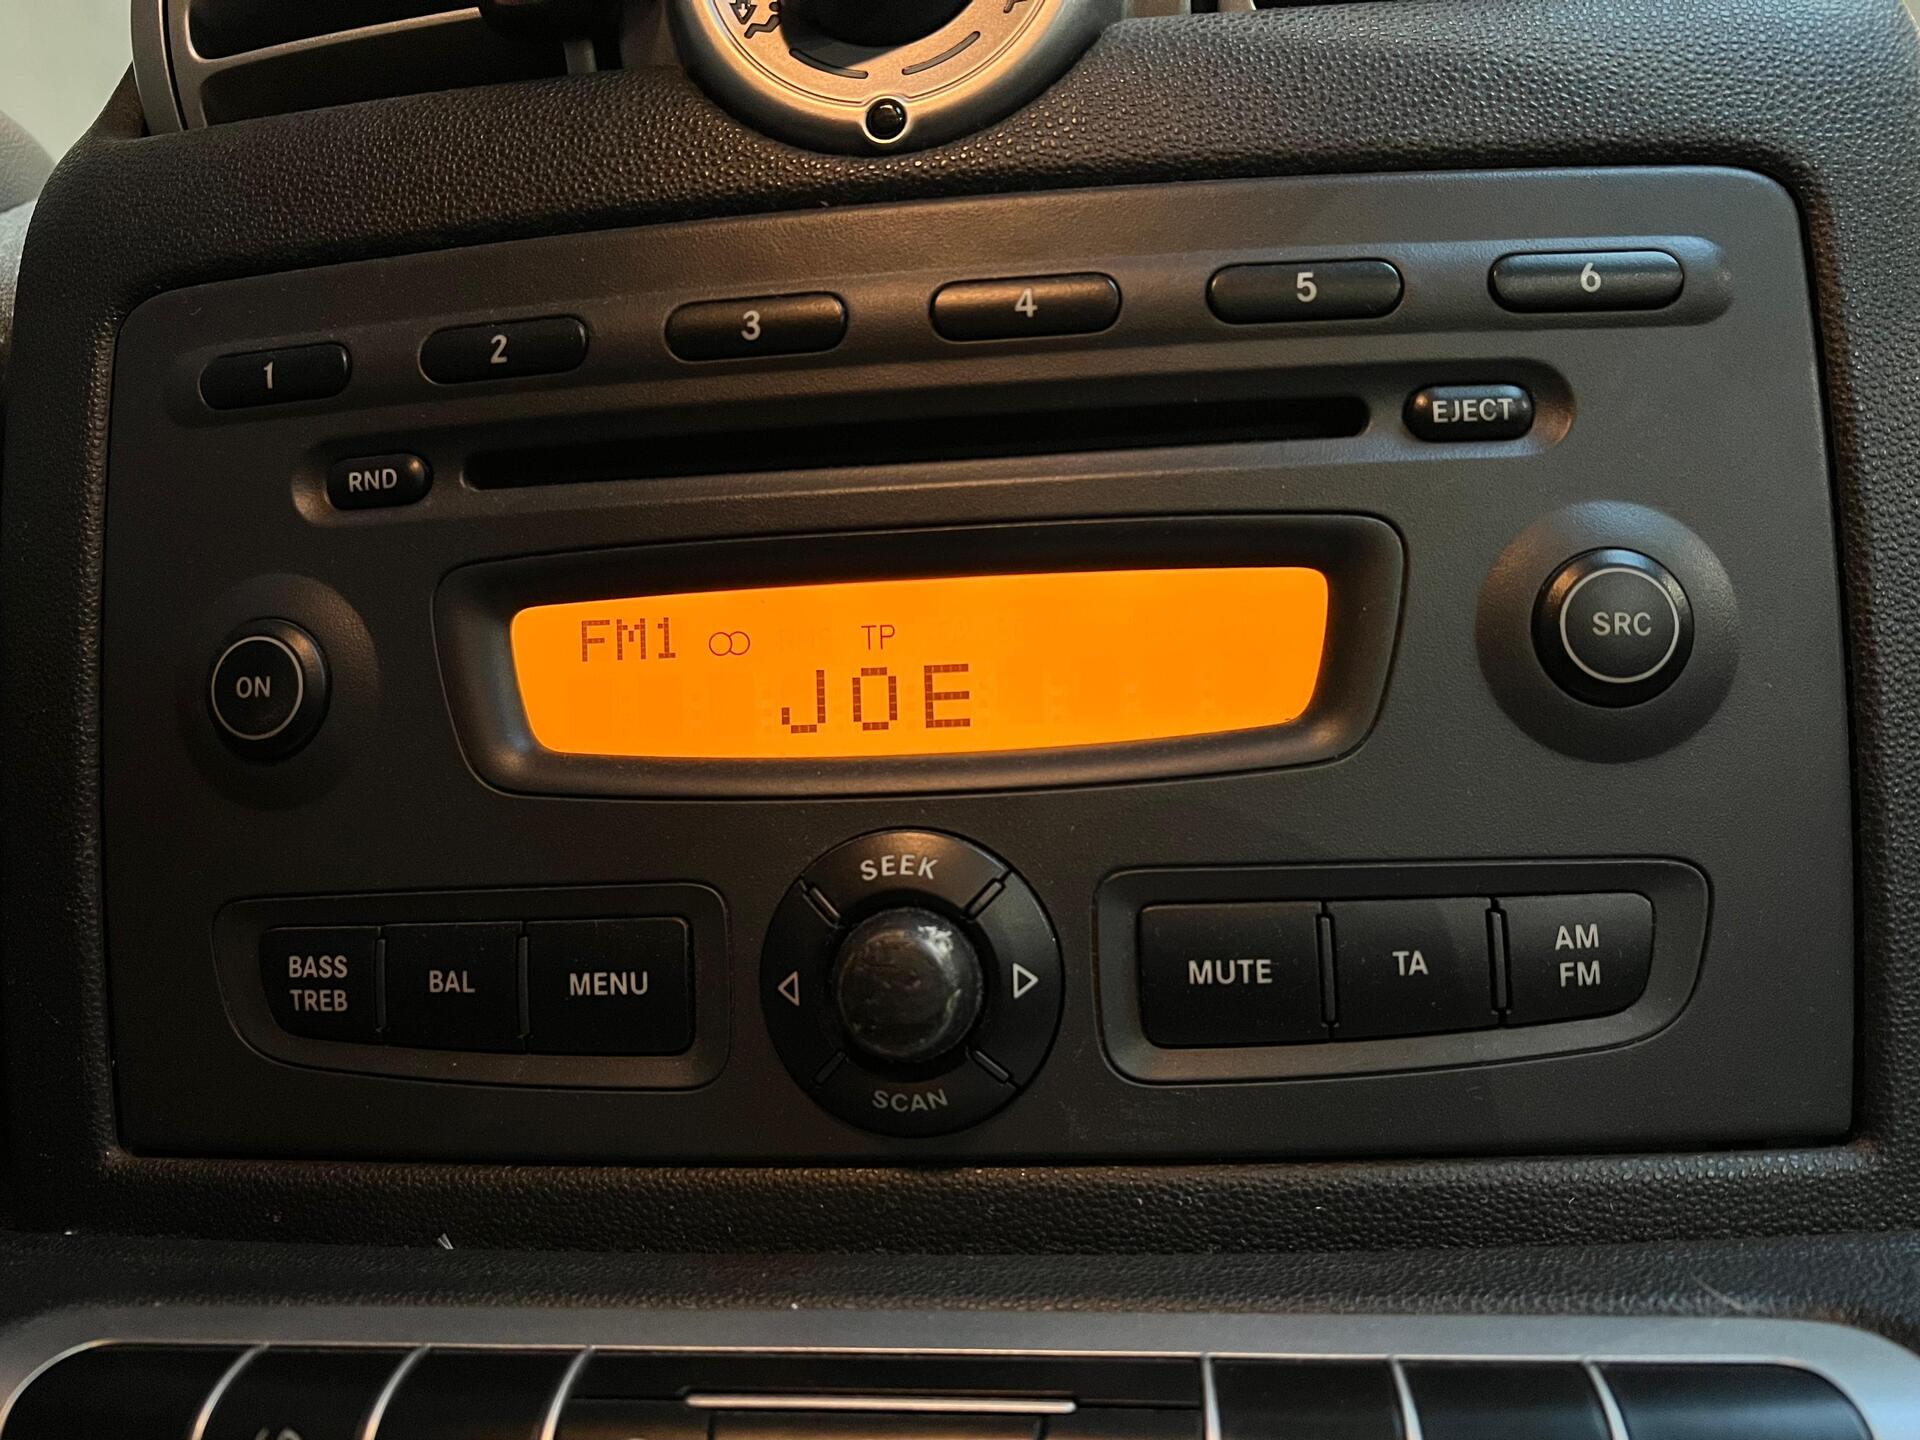 1 2 3 4 5 6
RND EJECT
FM1 TP
JOE
ON SRC
SEEK
BASS
TREB
BAL MENU
SCAN
MUTE TA
AM
FM